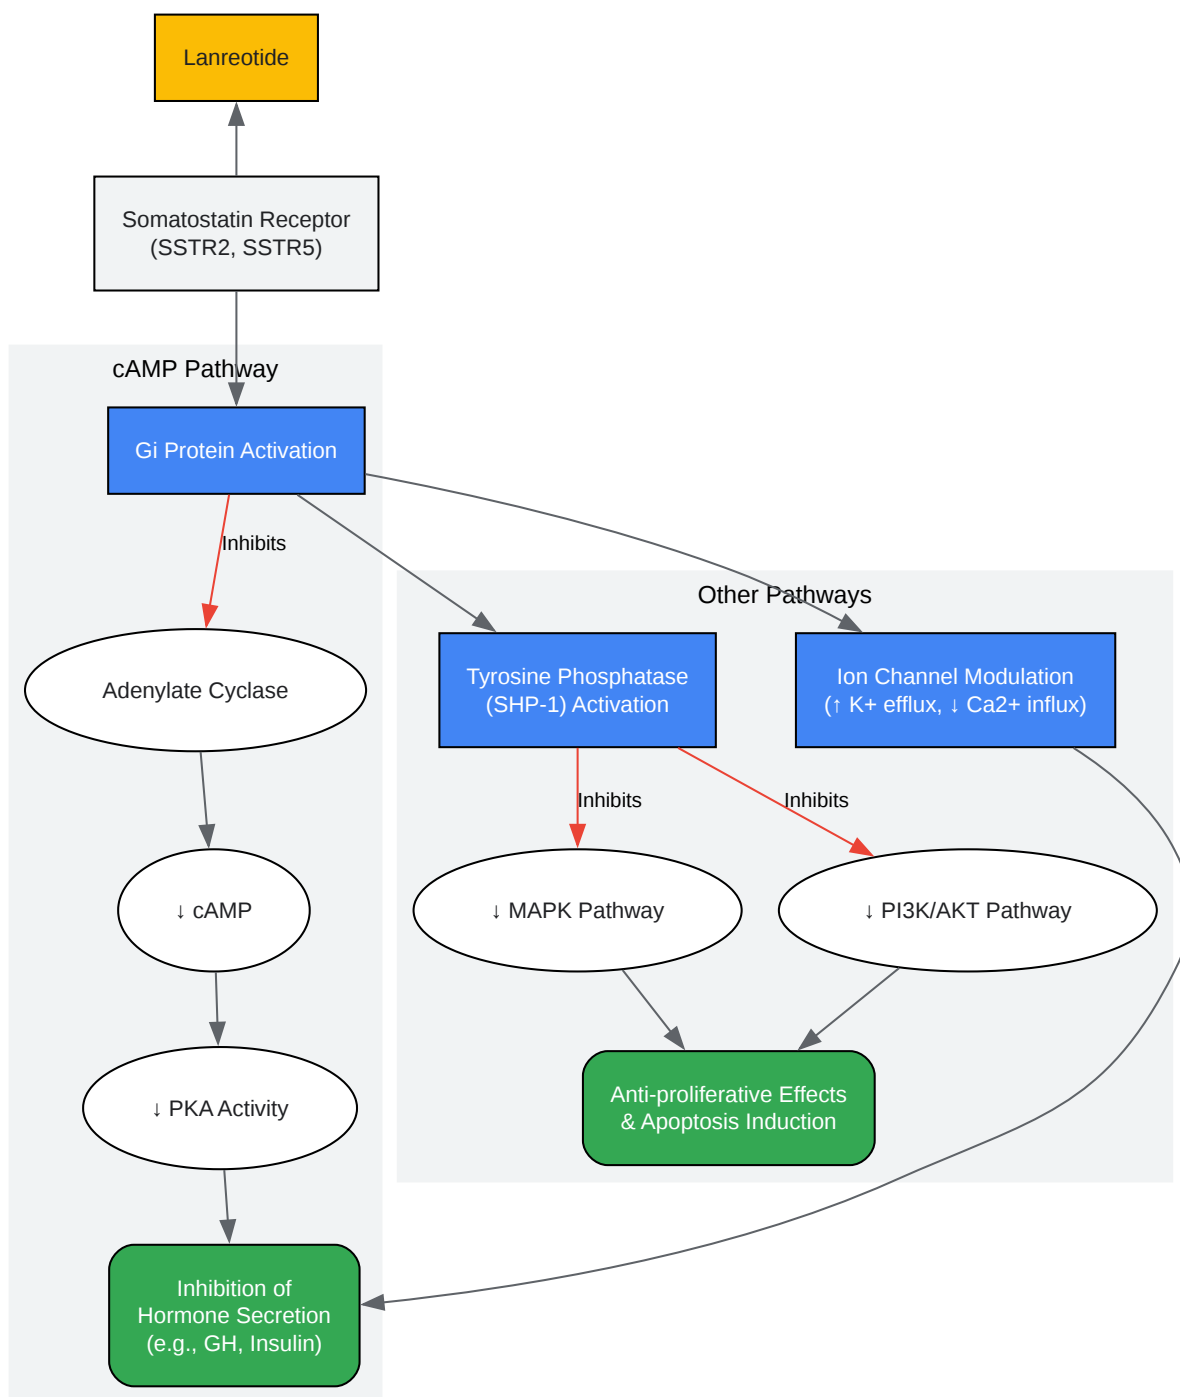 Lanreotide
Somatostatin Receptor
(SSTR2, SSTR5)
cAMP Pathway
Gi Protein Activation
Inhibits
Other Pathways
Adenylate Cyclase
Tyrosine Phosphatase
(SHP-1) Activation
Ion Channel Modulation
(↑ K+ efflux, ↓ Ca2+ influx)
Inhibits
Inhibits
↓ cAMP
↓ MAPK Pathway
↓ PI3K/AKT Pathway
↓ PKA Activity
Anti-proliferative Effects
& Apoptosis Induction
Inhibition of
Hormone Secretion
(e.g., GH, Insulin)